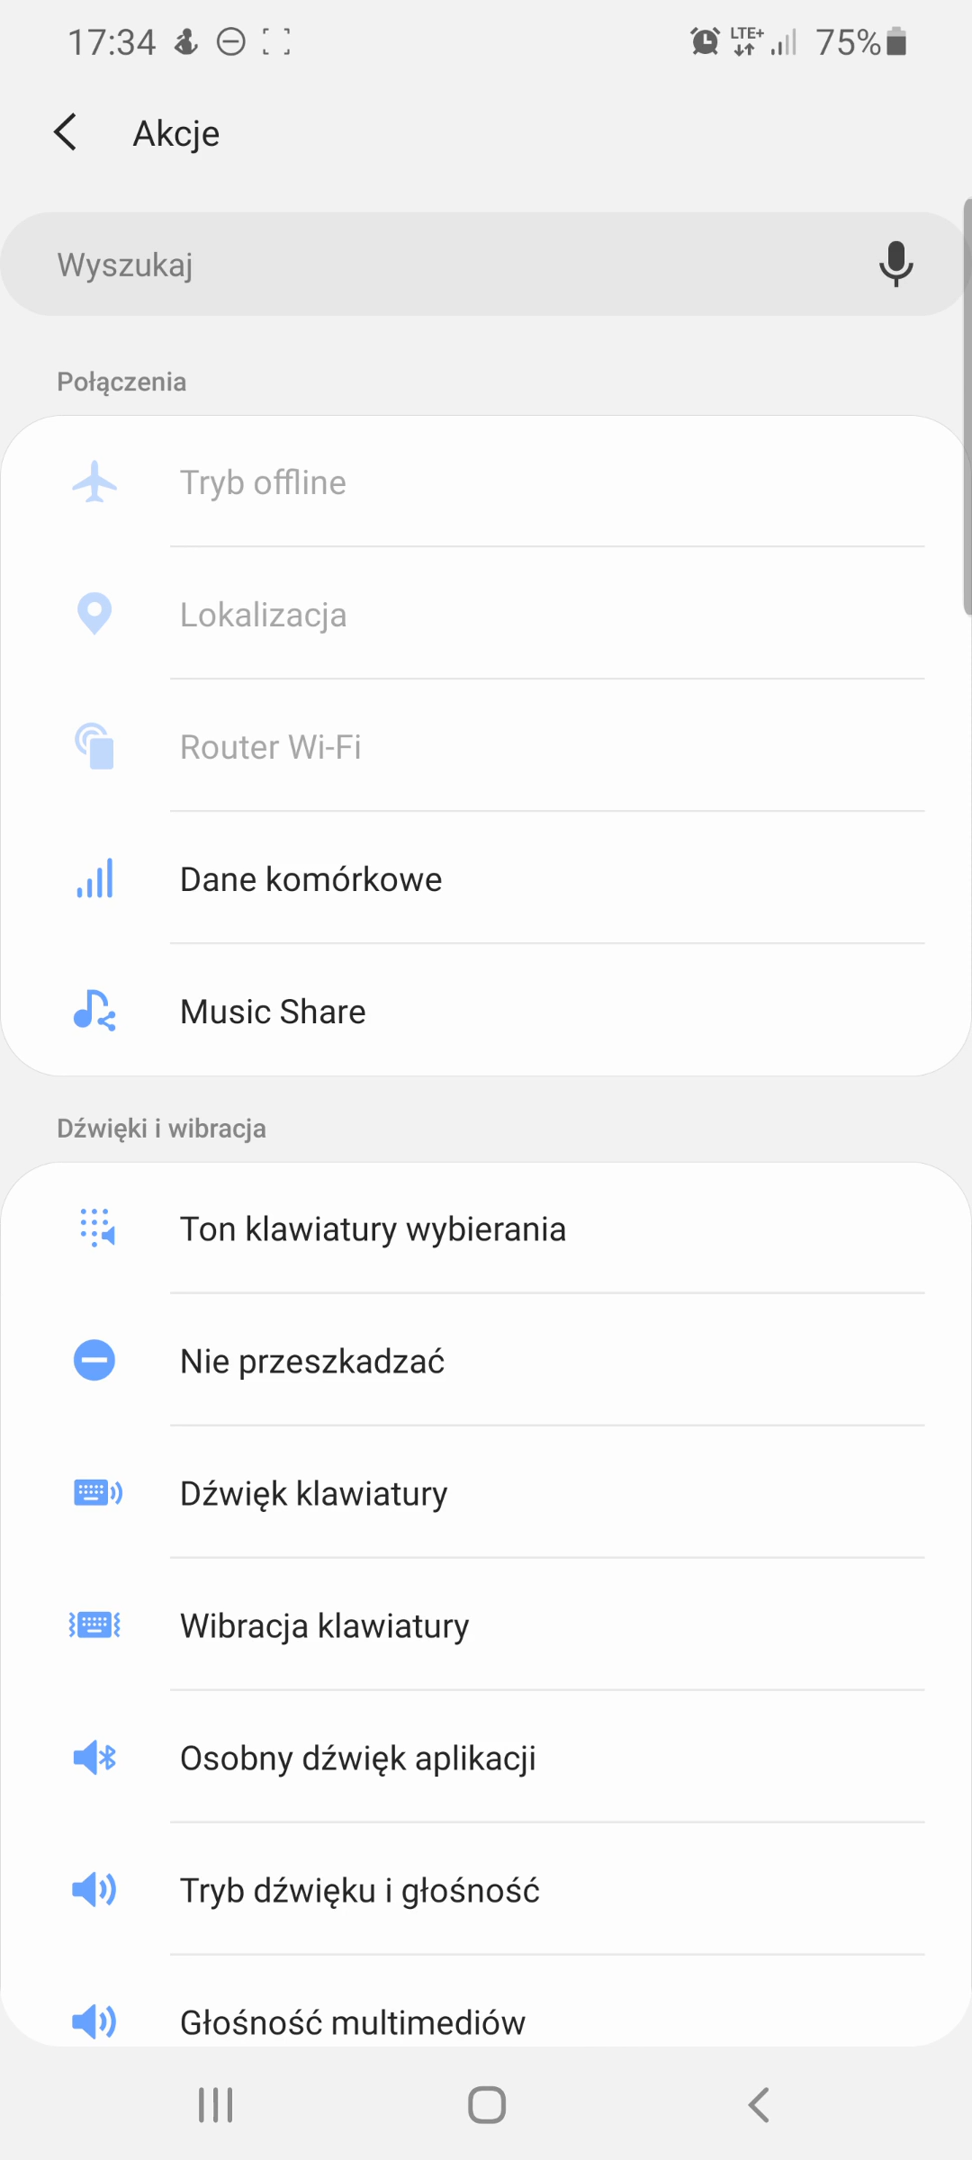 17:34 LTE+ 75%
Akcje
Wyszukaj
Połączenia
Tryb offline
Lokalizacja
Router Wi-Fi
Dane komórkowe
Music Share
Dźwięki i wibracja
Ton klawiatury wybierania
Nie przeszkadzać
Dźwięk klawiatury
Wibracja klawiatury
Osobny dźwięk aplikacji
Tryb dźwięku i głośność
Głośność multimediów